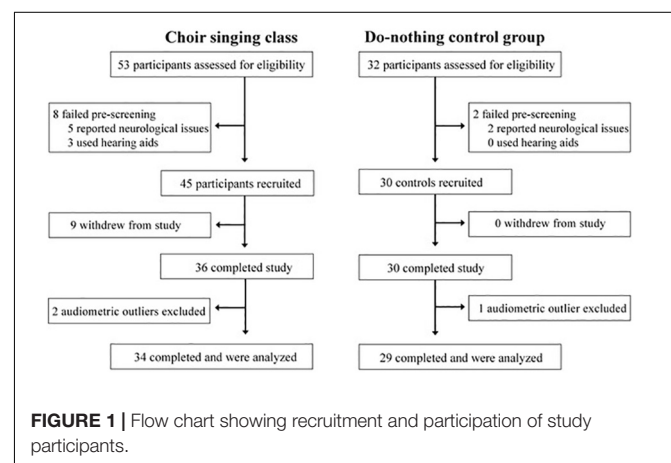 Choir singing class
Do-nothing control group
53 participants assessed for eligibility
32 participants assessed for eligibility
8 failed pre-screening
5 reported neurological issues
3 used hearing aids
2 failed pre-screening
2 reported neurological issues
0 used hearing aids
45 participants recruited
30 controls recruited
9 withdrew from study
0 withdrew from study
36 completed study
30 completed study
2 audiometric outliers excluded
1 audiometric outlier excluded
34 completed and were analyzed
29 completed and were analyzed
FIGURE 1 | Flow chart showing recruitment and participation of study
participants.